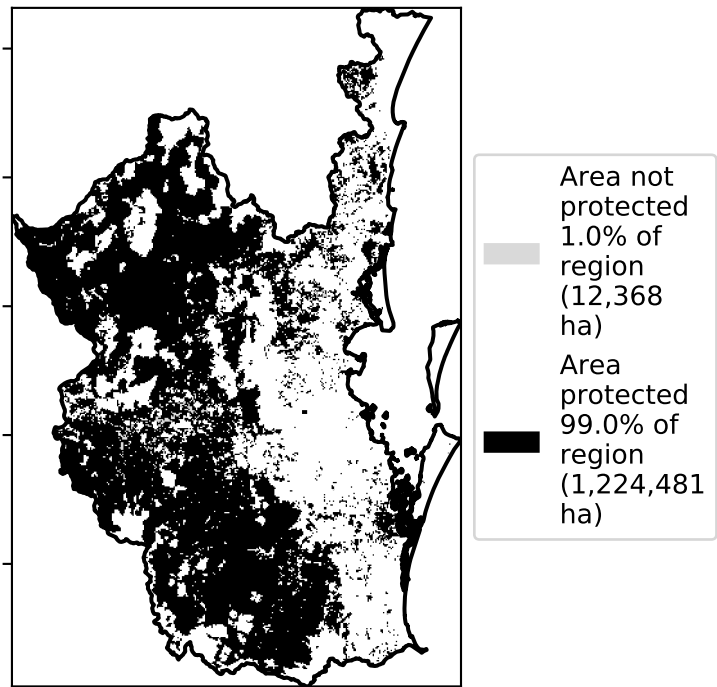 Area not
protected
1.0% of
region
(12,368
ha)
Area
protected
99.0% of
region
(1,224,481
ha)